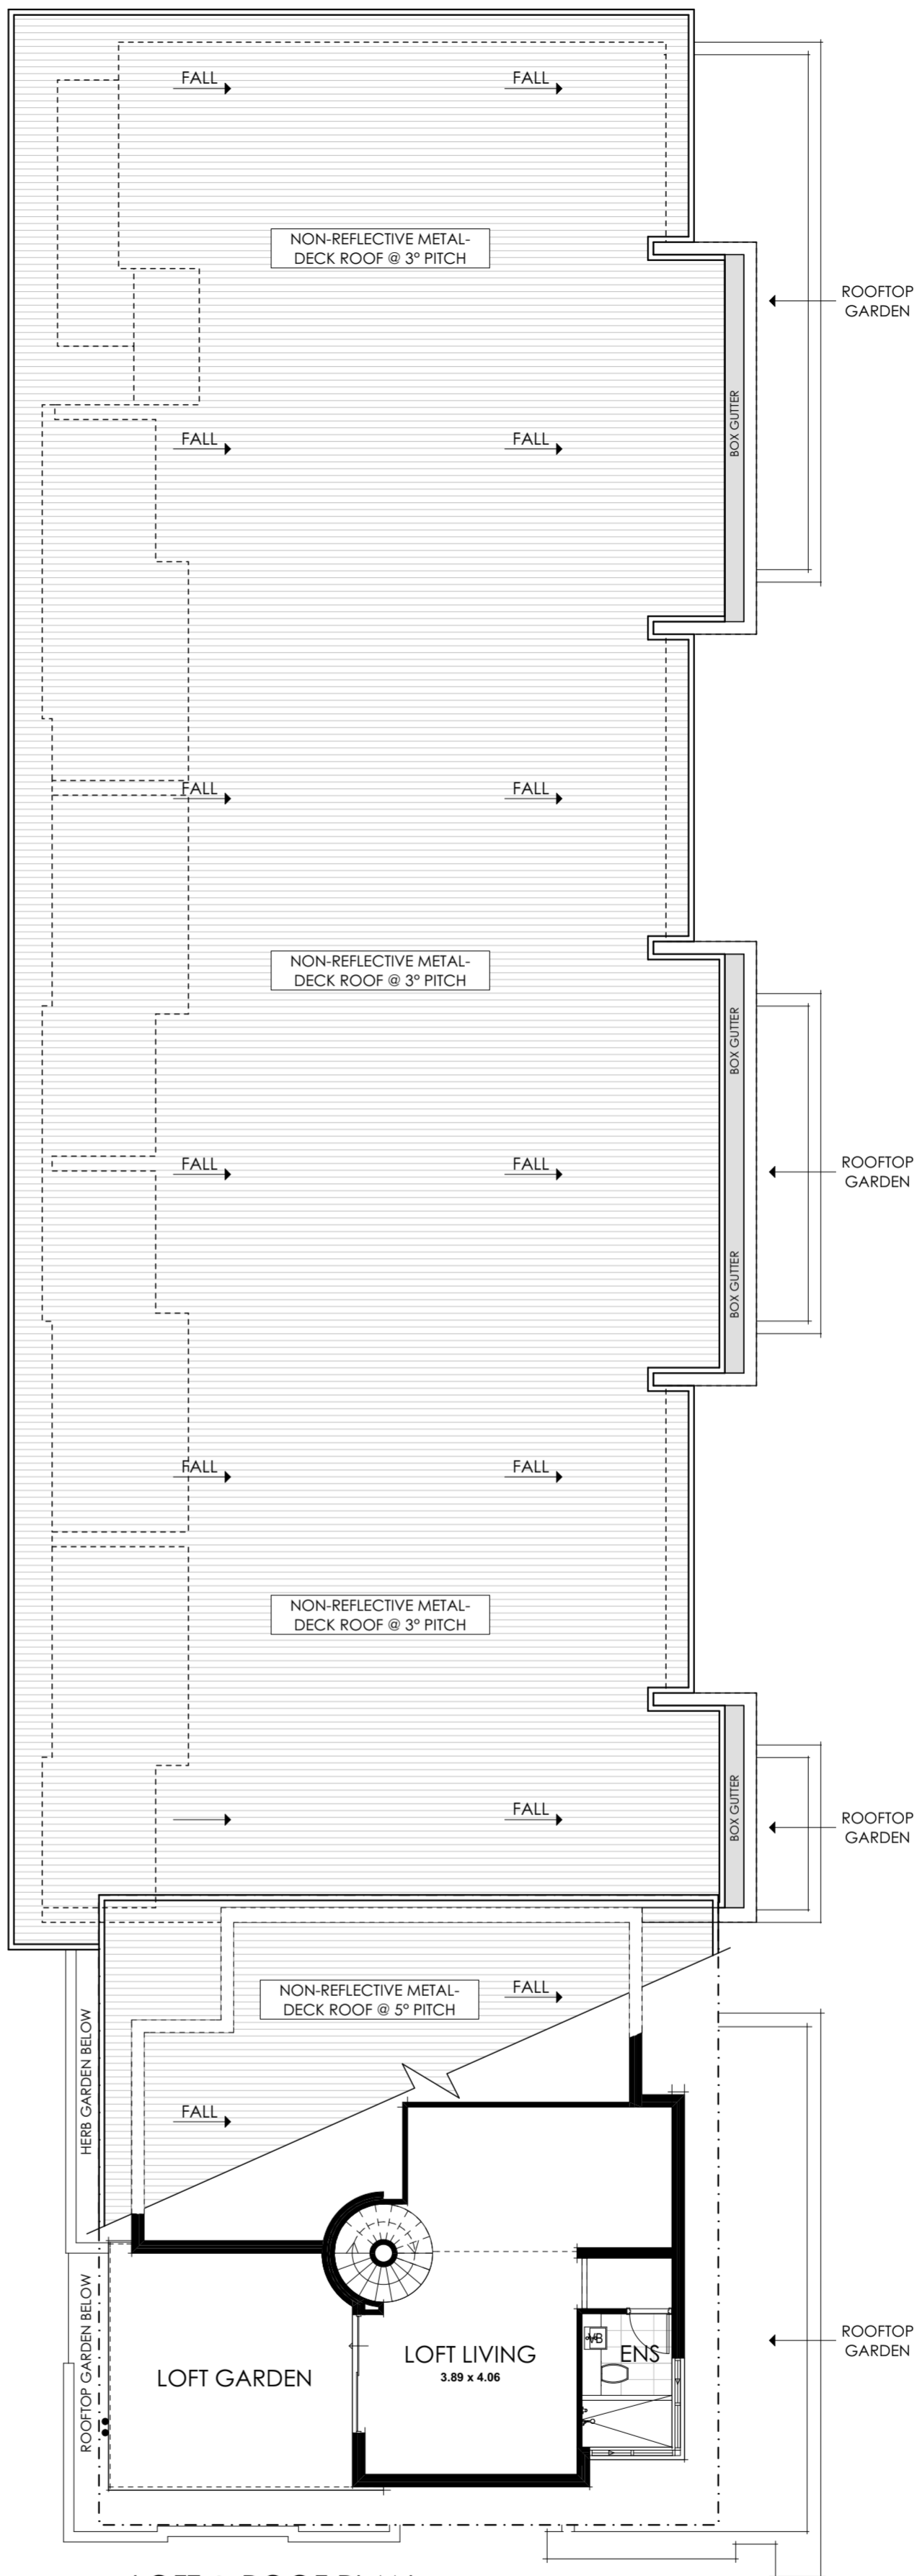 FALL FALL
NON-REFLECTIVE METAL-
DECK ROOF @ 3° PITCH
ROOFTOP
GARDEN
BOX GUTTER
FALL FALL
FALL FALL
NON-REFLECTIVE METAL-
DECK ROOF @ 3° PITCH
BOX GUTTER
ROOFTOP
GARDEN
FALL FALL
BOX GUTTER
FALL FALL
NON-REFLECTIVE METAL-
DECK ROOF @ 3° PITCH
BOX GUTTER
FALL
ROOFTOP
GARDEN
NON-REFLECTIVE METAL-
DECK ROOF @ 5° PITCH
FALL
HERB GARDEN BELOW
FALL
ROOFTOP GARDEN BELOW
LOFT GARDEN
LOFT LIVING
3.89 x 4.06
VB
ENS
ROOFTOP
GARDEN